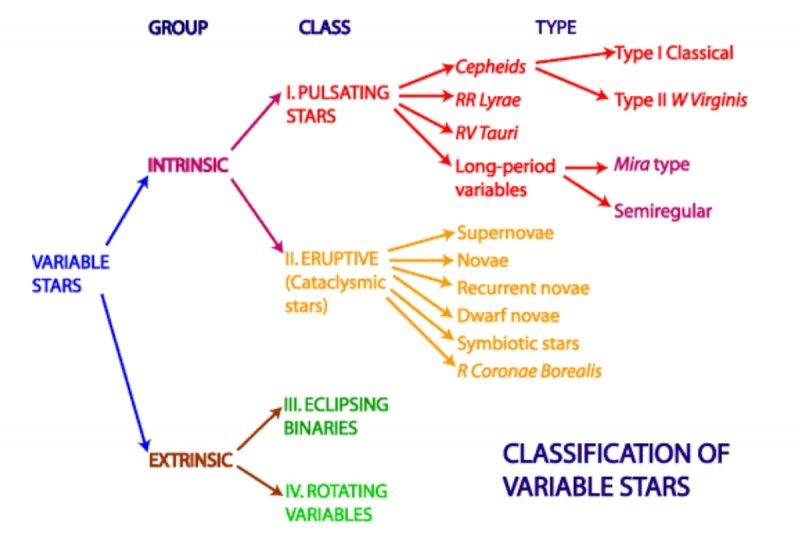 GROUP CLASS TYPE
VARIABLE
STARS
INTRINSIC
I. PULSATING
STARS
Cepheids
Type I Classical
Type II W Virginis
RR Lyrae
RV Tauri
Long-period
variables
Mira type
Semiregular
II. ERUPTIVE
(Cataclysmic
stars)
Supernovae
Novae
Recurrent novae
Dwarf novae
Symbiotic stars
R Coronae Borealis
EXTRINSIC
III. ECLIPSING
BINARIES
IV. ROTATING
VARIABLES
CLASSIFICATION OF
VARIABLE STARS